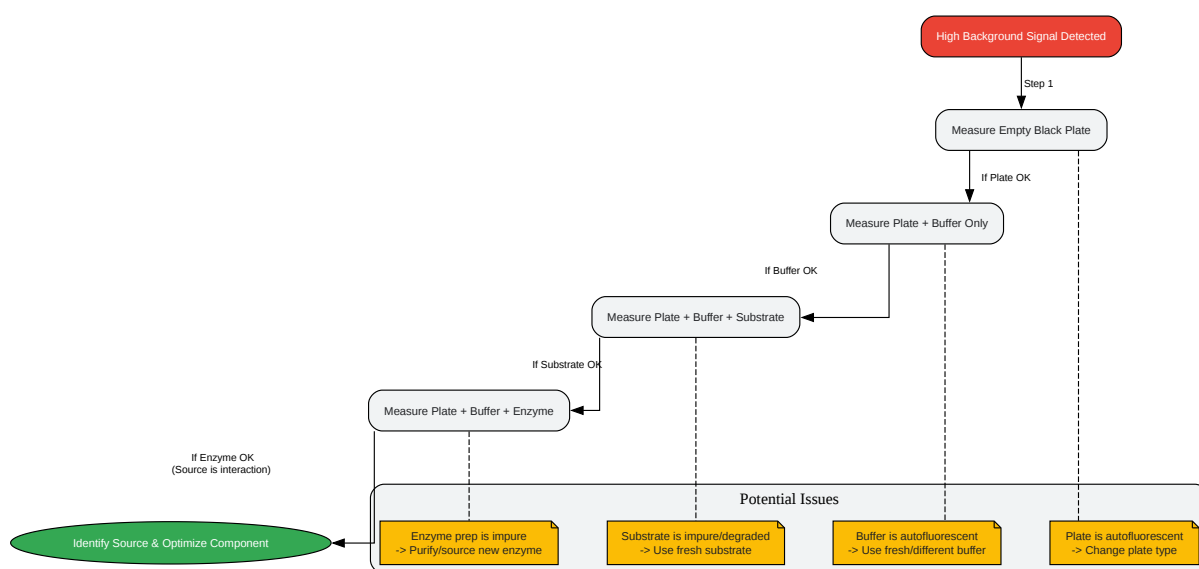 High Background Signal Detected
Step 1
Measure Empty Black Plate
If Plate OK
Measure Plate + Buffer Only
If Buffer OK
Measure Plate + Buffer + Substrate
If Substrate OK
Measure Plate + Buffer + Enzyme
If Enzyme OK
(Source is interaction)
Potential Issues
Identify Source & Optimize Component
Enzyme prep is impure
-> Purify/source new enzyme
Substrate is impure/degraded
-> Use fresh substrate
Buffer is autofluorescent
-> Use fresh/different buffer
Plate is autofluorescent
-> Change plate type